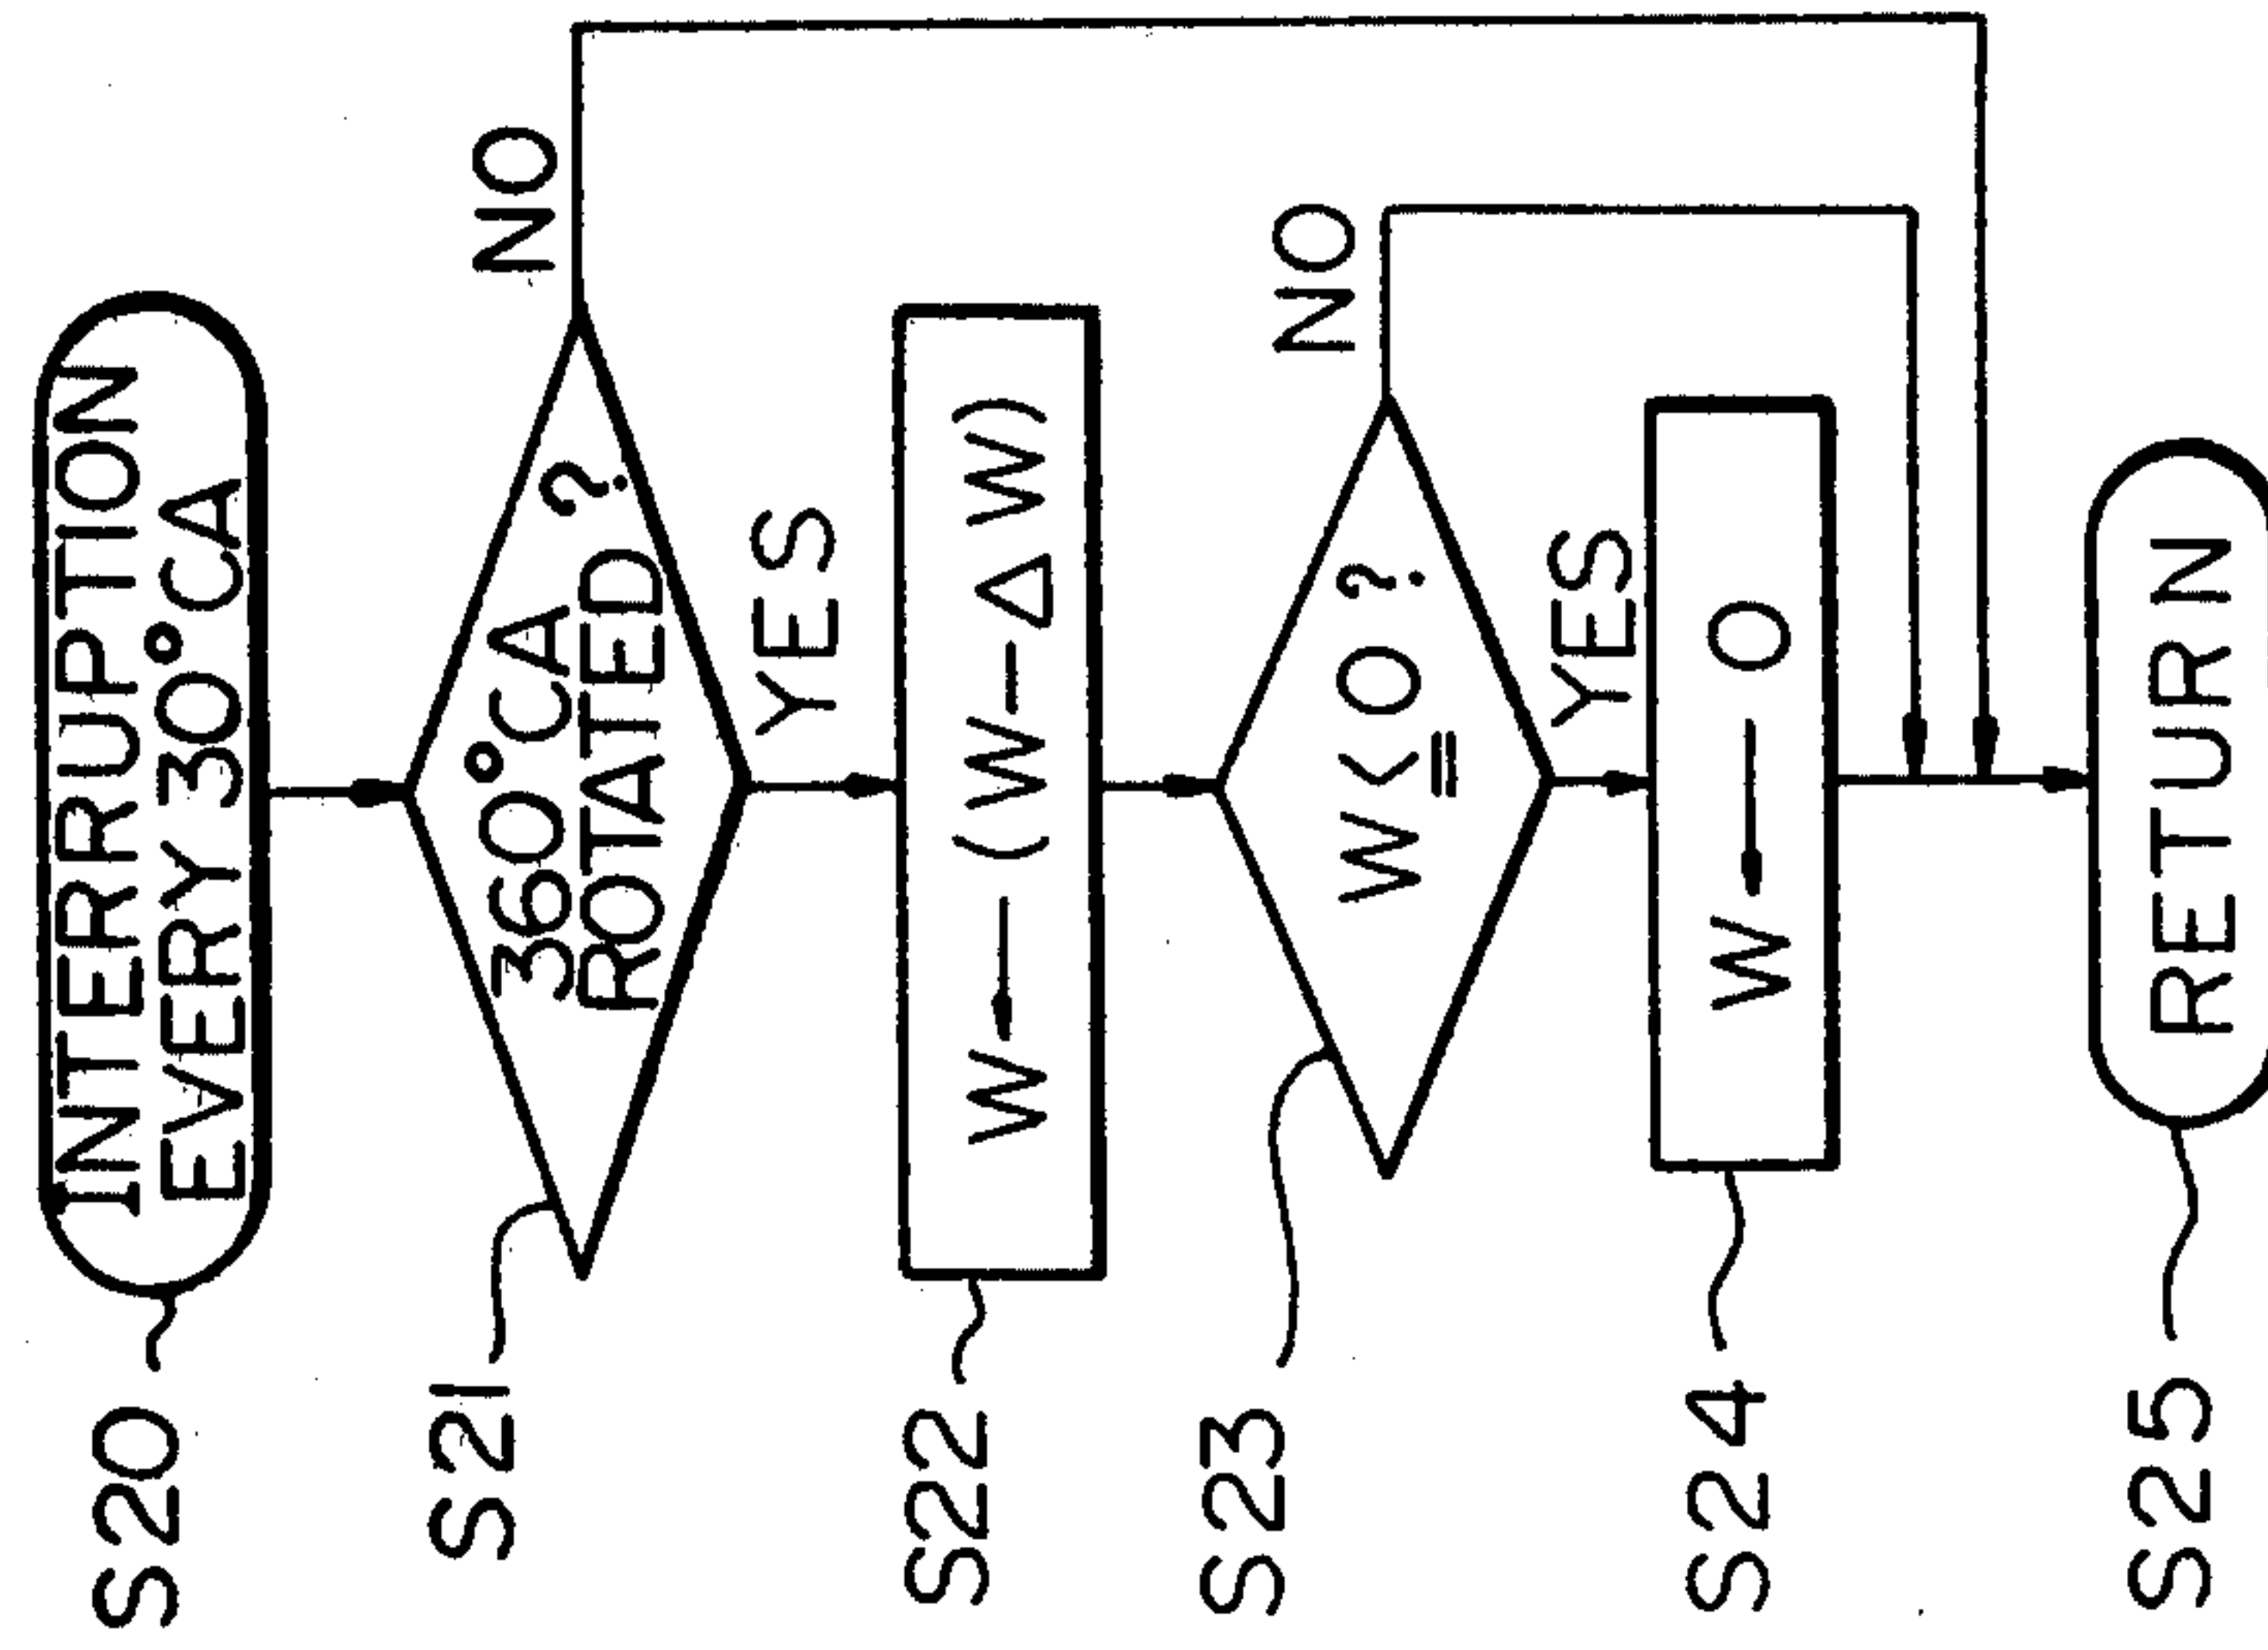 S20
INTERRUPTION
EVERY 30°CA
S21
360°CA
ROTATED ?
NO
YES
S22
W ← (W-ΔW)
S23
W ≦ 0 ?
NO
YES
S24
W ← 0
S25
RETURN